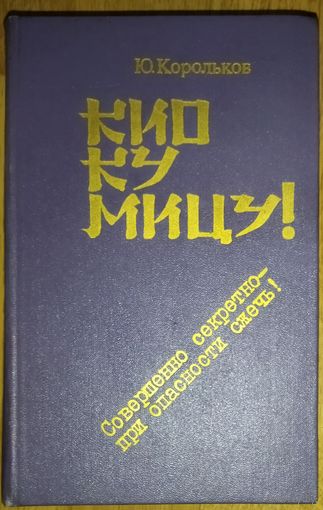 Ю. Корольков
КИО
КУ
МИЦУ!
Совершенно секретно—
при опасности сжечь!